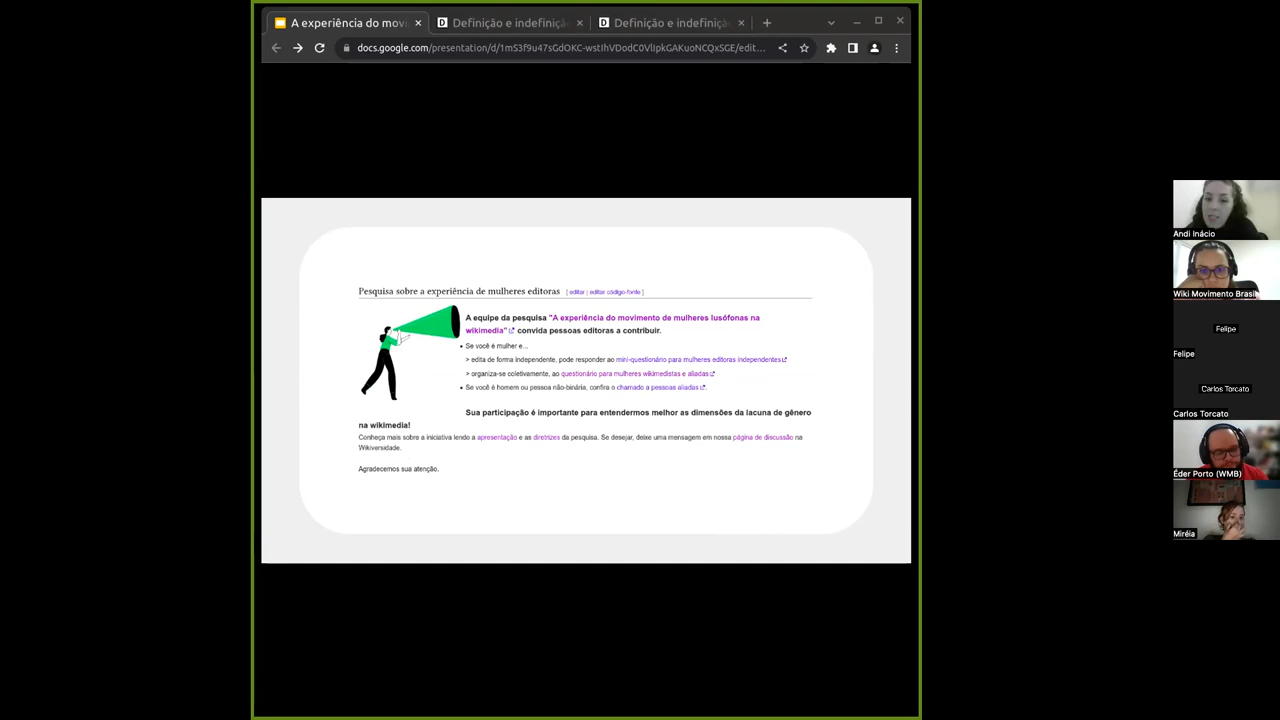 A experiência do movi
Definição e indefiniçã
Definição e indefiniçã
docs.google.com/presentation/d/1mS3f9u47sGdOKC-wstIhVDodC0VlIpkGAKuoNCQxSGE/edit...
Pesquisa sobre a experiência de mulheres editoras [ editar | editar código-fonte ]
A equipe da pesquisa "A experiência do movimento de mulheres lusófonas na
wikimedia" convida pessoas editoras a contribuir.
• Se você é mulher e...
> edita de forma independente, pode responder ao mini-questionário para mulheres editoras independentes
> organiza-se coletivamente, ao questionário para mulheres wikimedistas e aliadas
• Se você é homem ou pessoa não-binária, confira o chamado a pessoas aliadas.
Sua participação é importante para entendermos melhor as dimensões da lacuna de gênero
na wikimedia!
Conheça mais sobre a iniciativa lendo a apresentação e as diretrizes da pesquisa. Se desejar, deixe uma mensagem em nossa página de discussão na
Wikiversidade.
Agradecemos sua atenção.
Andi Inácio
Wiki Movimento Brasil
Felipe
Felipe
Carlos Torcato
Carlos Torcato
Éder Porto (WMB)
Miréia